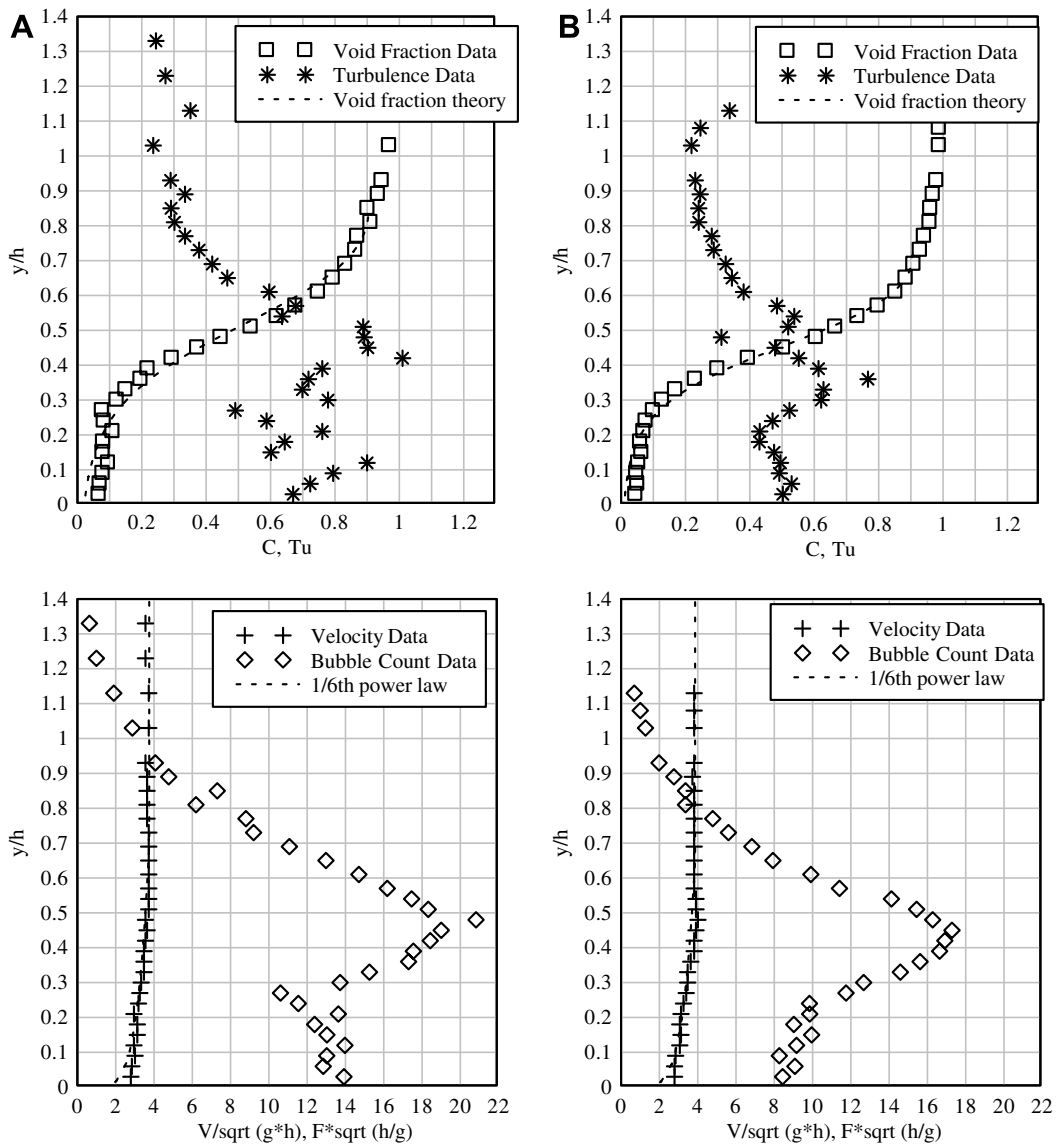 A
1.4
1.3
1.2
1.1
1
0.9
0.8
0.7
0.6
0.5
0.4
0.3
0.2
0.1
0
y/h
Void Fraction Data
Turbulence Data
Void fraction theory
0 0.2 0.4 0.6 0.8 1 1.2
C, Tu
B
1.4
1.3
1.2
1.1
1
0.9
0.8
0.7
0.6
0.5
0.4
0.3
0.2
0.1
0
y/h
Void Fraction Data
Turbulence Data
Void fraction theory
0 0.2 0.4 0.6 0.8 1 1.2
C, Tu
1.4
1.3
1.2
1.1
1
0.9
0.8
0.7
0.6
0.5
0.4
0.3
0.2
0.1
0
y/h
Velocity Data
Bubble Count Data
1/6th power law
0 2 4 6 8 10 12 14 16 18 20 22
V/sqrt (g*h), F*sqrt (h/g)
1.4
1.3
1.2
1.1
1
0.9
0.8
0.7
0.6
0.5
0.4
0.3
0.2
0.1
0
y/h
Velocity Data
Bubble Count Data
1/6th power law
0 2 4 6 8 10 12 14 16 18 20 22
V/sqrt (g*h), F*sqrt (h/g)